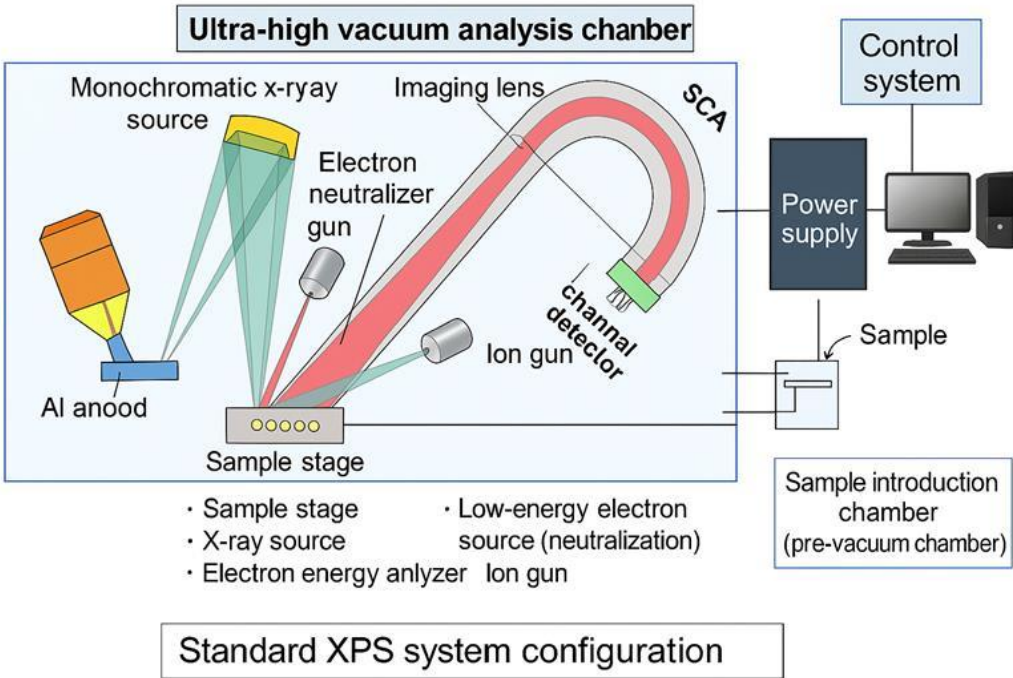 Ultra-high vacuum analysis chanber
Control
system
Monochromatic x-ryay
source
Imaging lens
SCA
Electron
neutralizer
gun
Power
supply
channel
detector
Ion gun
Sample
Al anood
Sample stage
Sample introduction
chamber
(pre-vacuum chamber)
· Sample stage
· X-ray source
· Electron energy anlyzer
· Low-energy electron
source (neutralization)
Ion gun
Standard XPS system configuration